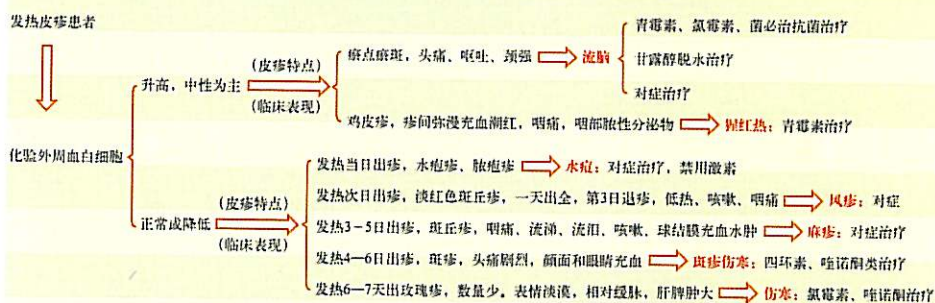 发热皮疹患者
化验外周血白细胞
升高，中性为主
(皮疹特点)
(临床表现)
瘀点瘀斑，头痛、呕吐、颈强
流脑
青霉素、氯霉素、菌必治抗菌治疗
甘露醇脱水治疗
对症治疗
鸡皮疹，疹间弥漫充血潮红，咽痛，咽部脓性分泌物
猩红热：青霉素治疗
正常或降低
(皮疹特点)
(临床表现)
发热当日出疹，水疱疹、脓疱疹
水痘：对症治疗，禁用激素
发热次日出疹，淡红色斑丘疹，一天出全，第3日退疹，低热、咳嗽、咽痛
风疹：对症
发热3-5日出疹，斑丘疹，咽痛、流涕、流泪、咳嗽、球结膜充血水肿
麻疹：对症治疗
发热4—6日出疹，斑疹，头痛剧烈，颜面和眼睛充血
斑疹伤寒：四环素、喹诺酮类治疗
发热6—7天出玫瑰疹，数量少。表情淡漠，相对缓脉，肝脾肿大
伤寒：氯霉素、喹诺酮治疗